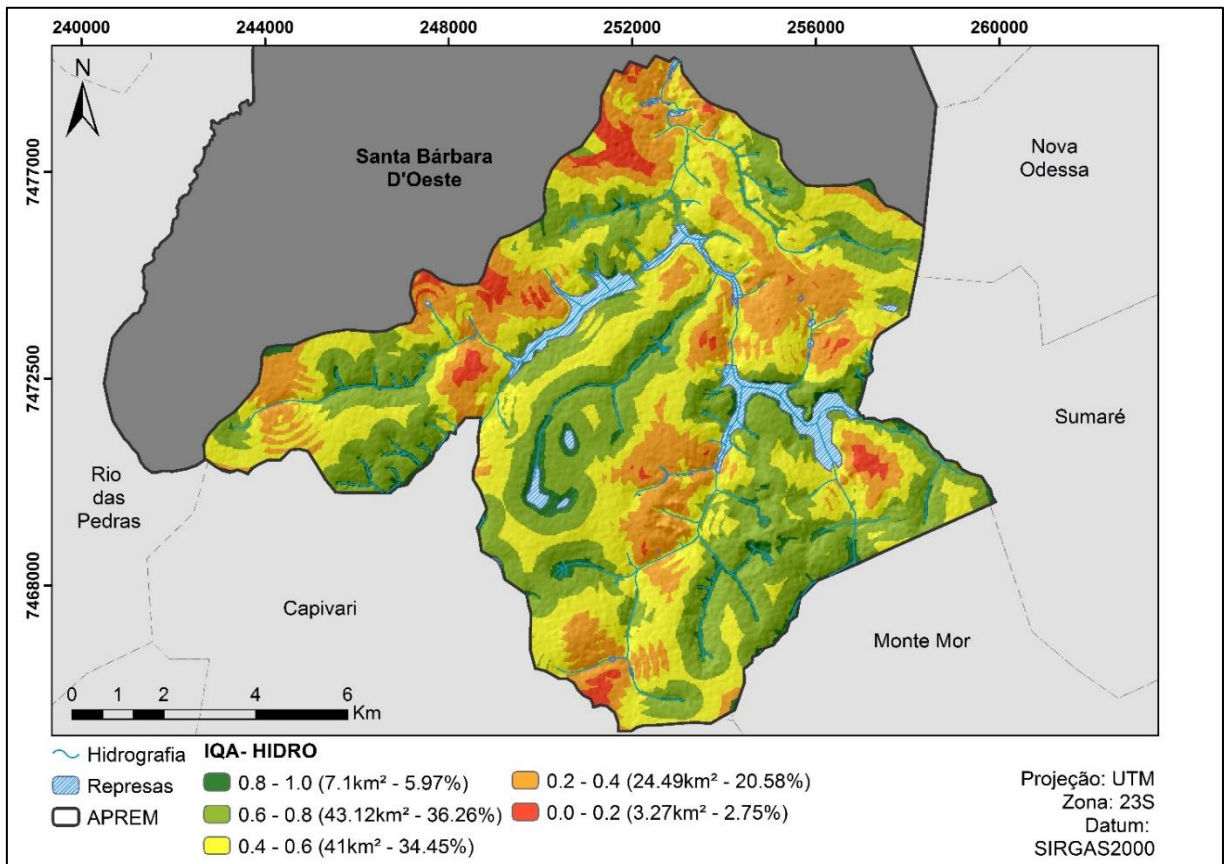 240000 244000 248000 252000 256000 260000
N
7477000
7472500
7468000
Santa Bárbara
D'Oeste
Nova
Odessa
Sumaré
Rio
das
Pedras
Capivari
Monte Mor
0 1 2 4 6
Km
Hidrografia
Represas
APREM
IQA- HIDRO
0.8 - 1.0 (7.1km² - 5.97%)
0.6 - 0.8 (43.12km² - 36.26%)
0.4 - 0.6 (41km² - 34.45%)
0.2 - 0.4 (24.49km² - 20.58%)
0.0 - 0.2 (3.27km² - 2.75%)
Projeção: UTM
Zona: 23S
Datum:
SIRGAS2000